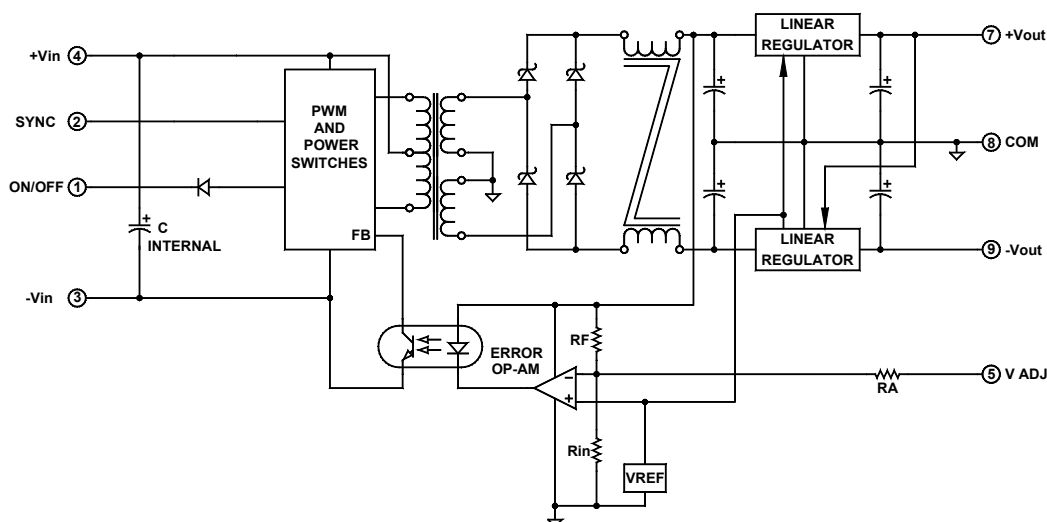 LINEAR
REGULATOR
7 +Vout
+Vin 4
SYNC 2
PWM
AND
POWER
SWITCHES
+
+
8 COM
ON/OFF 1
+
C
INTERNAL
FB
+
+
LINEAR
REGULATOR
9 -Vout
-Vin 3
RF
ERROR
OP-AM
−
+
RA
5 V ADJ
Rin
VREF